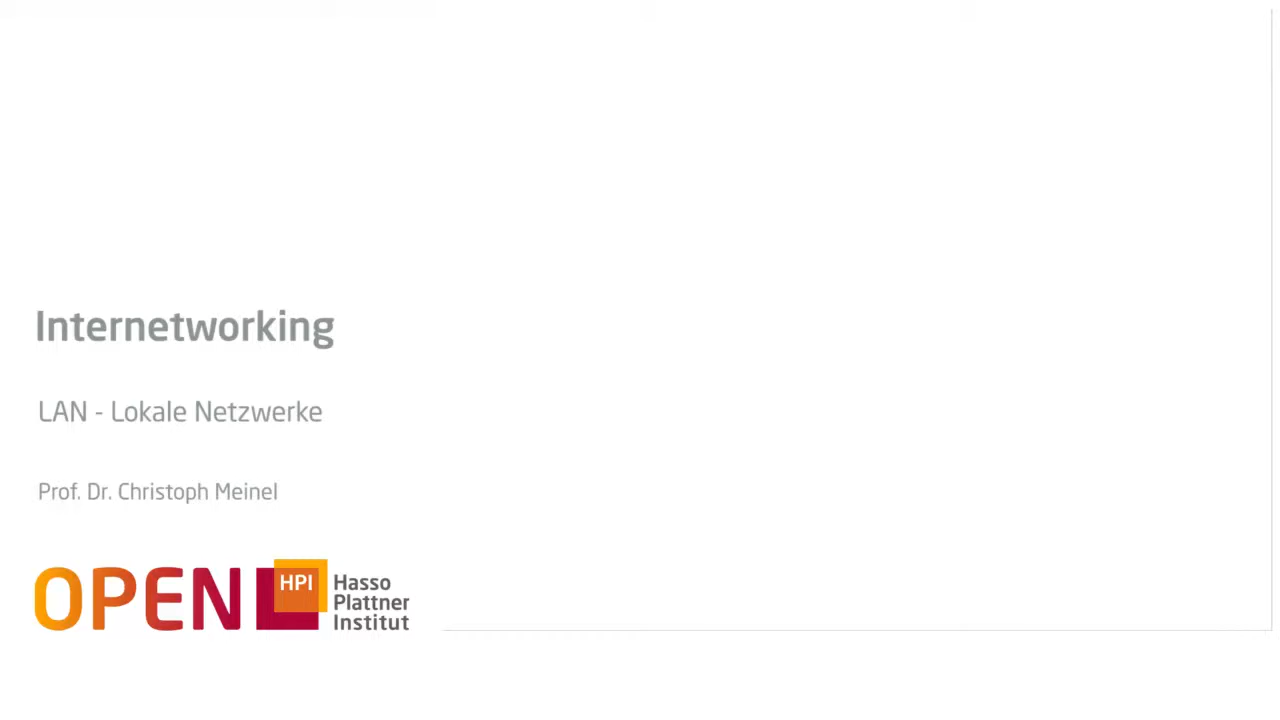 Internetworking
LAN - Lokale Netzwerke
Prof. Dr. Christoph Meinel
OPEN HPI Hasso
Plattner
Institut